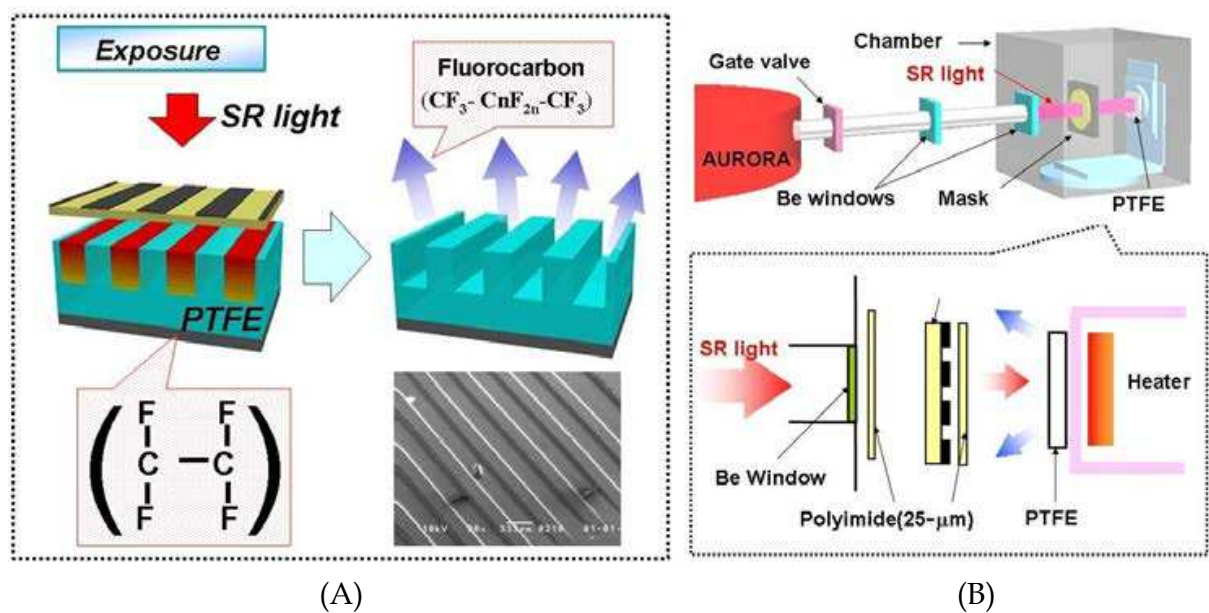 Exposure
SR light
Fluorocarbon
(CF3- CnF2n-CF3)
PTFE
F F
C — C
F F
(A)
Chamber
Gate valve
SR light
AURORA
Be windows
Mask
PTFE
SR light
Heater
Be Window
Polyimide(25-μm)
PTFE
(B)